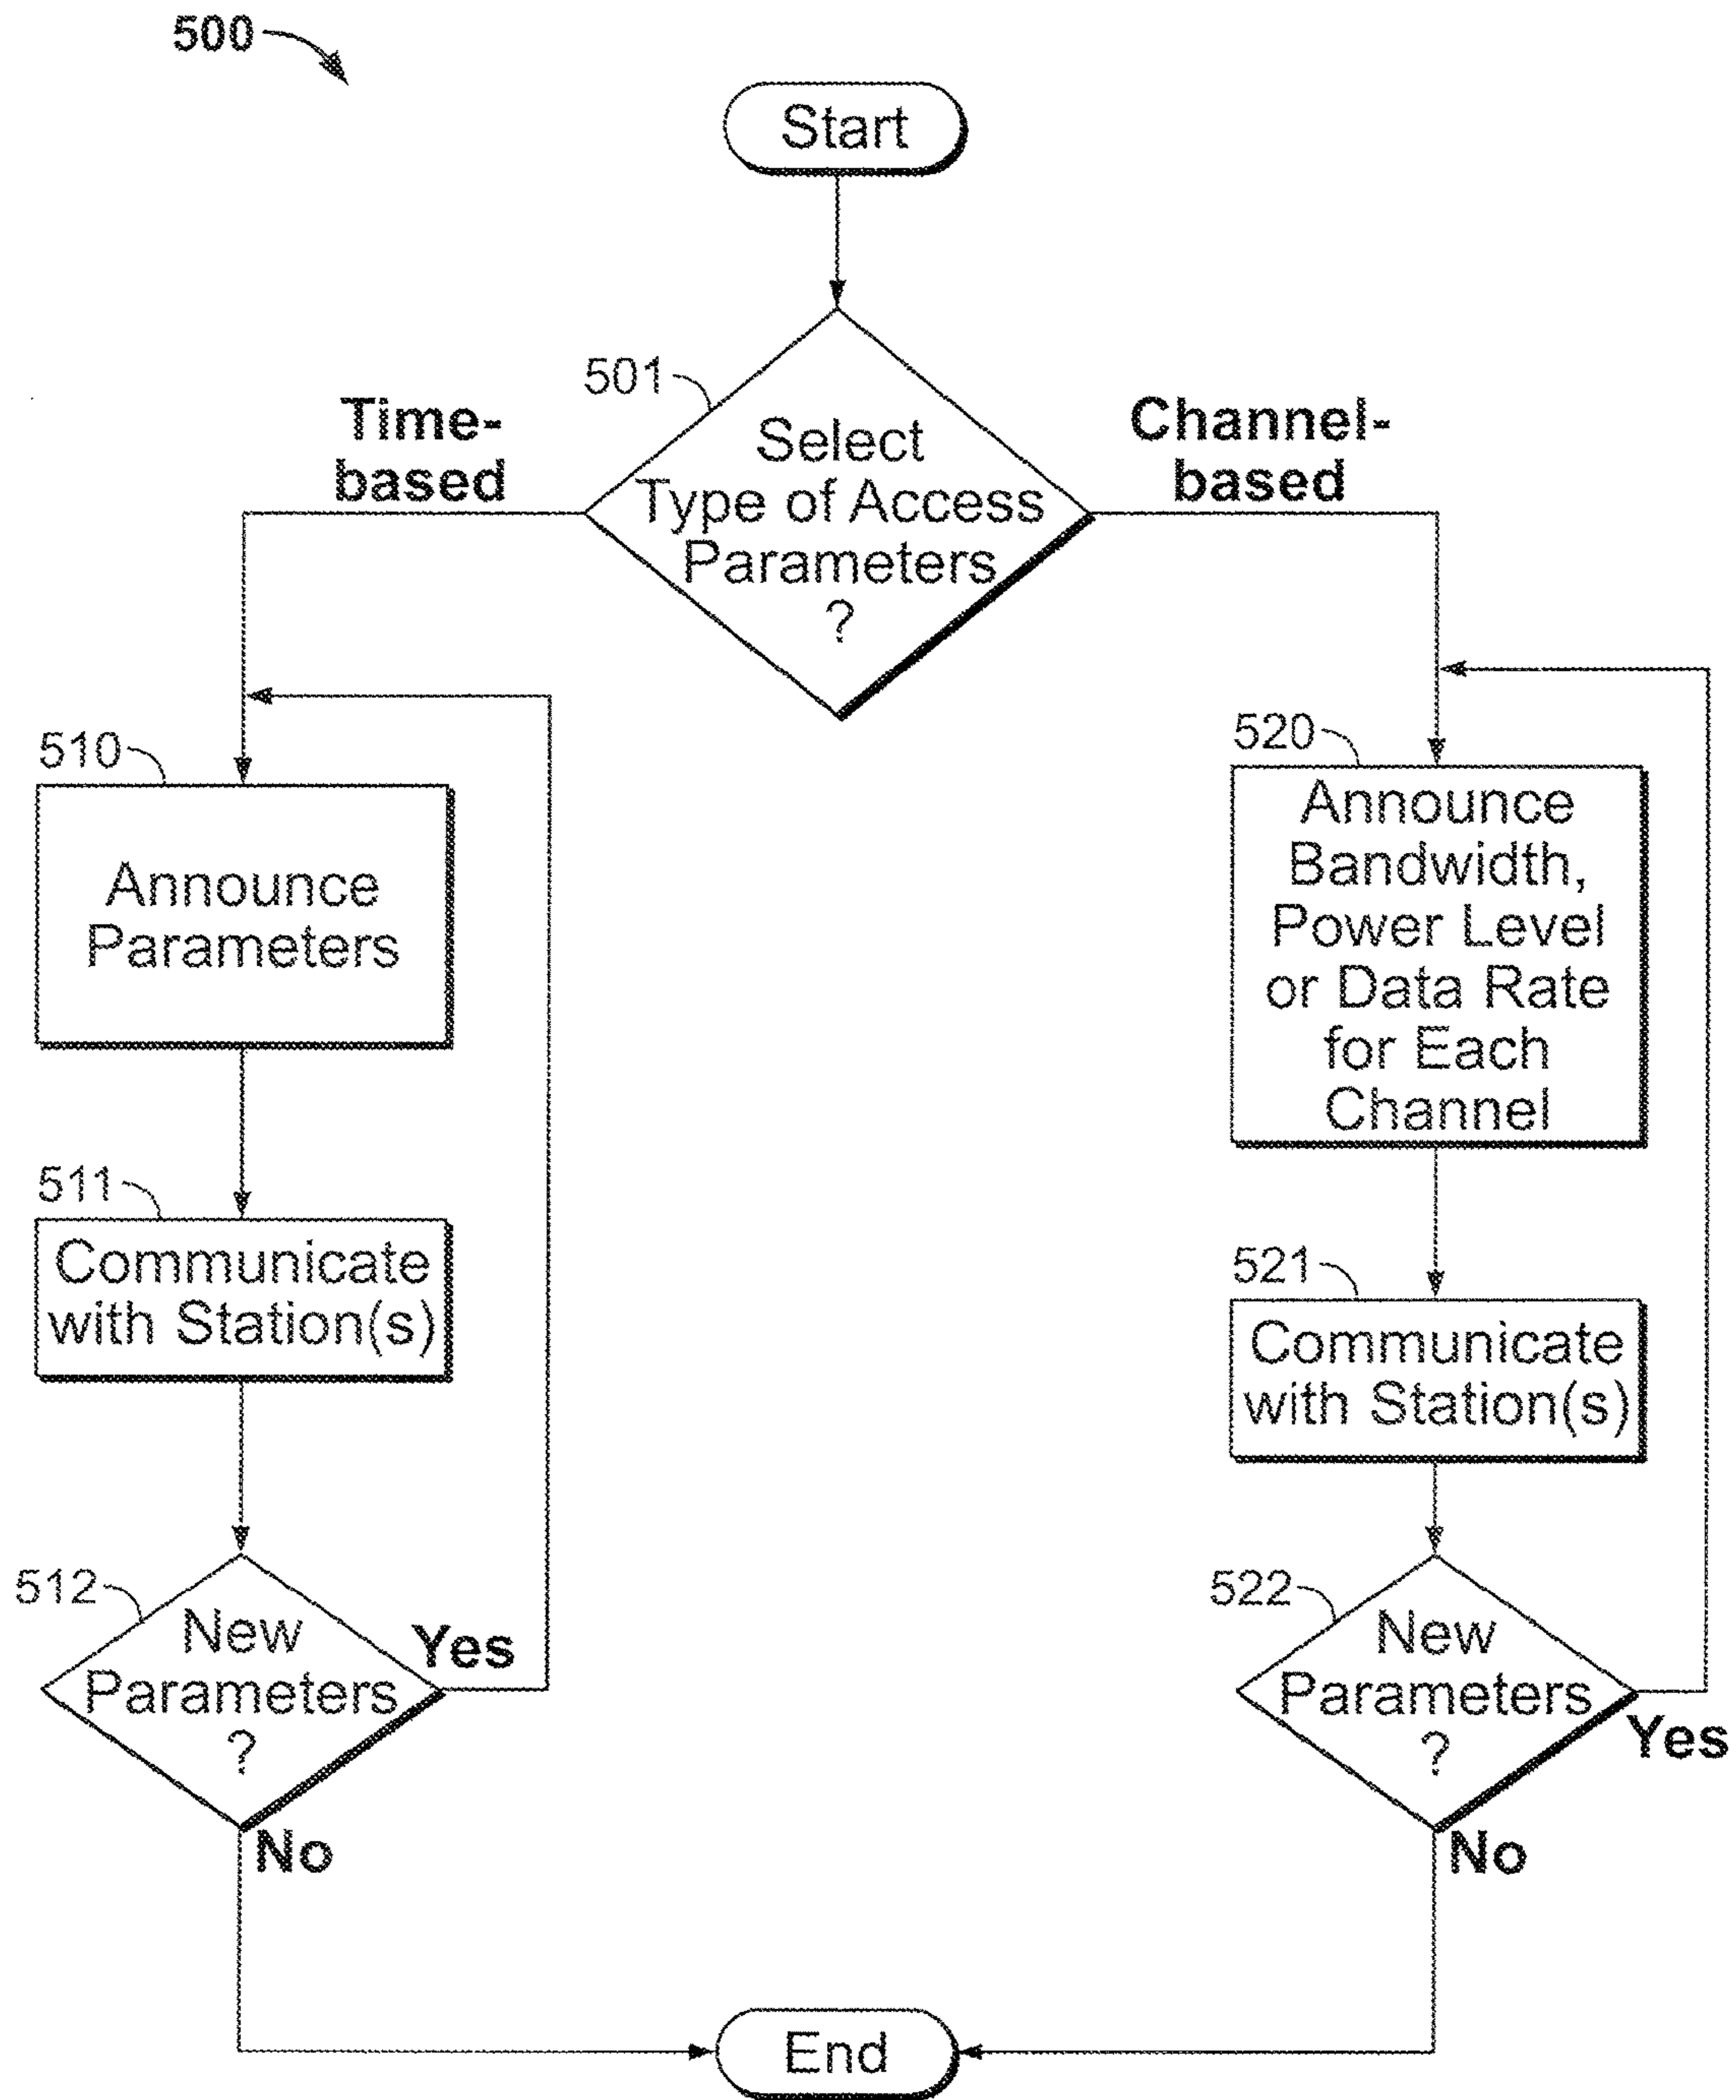 500
Start
501
Select
Type of Access
Parameters
?
Time-
based
Channel-
based
510
Announce
Parameters
511
Communicate
with Station(s)
512
New
Parameters
?
Yes
No
520
Announce
Bandwidth,
Power Level
or Data Rate
for Each
Channel
521
Communicate
with Station(s)
522
New
Parameters
?
Yes
No
End